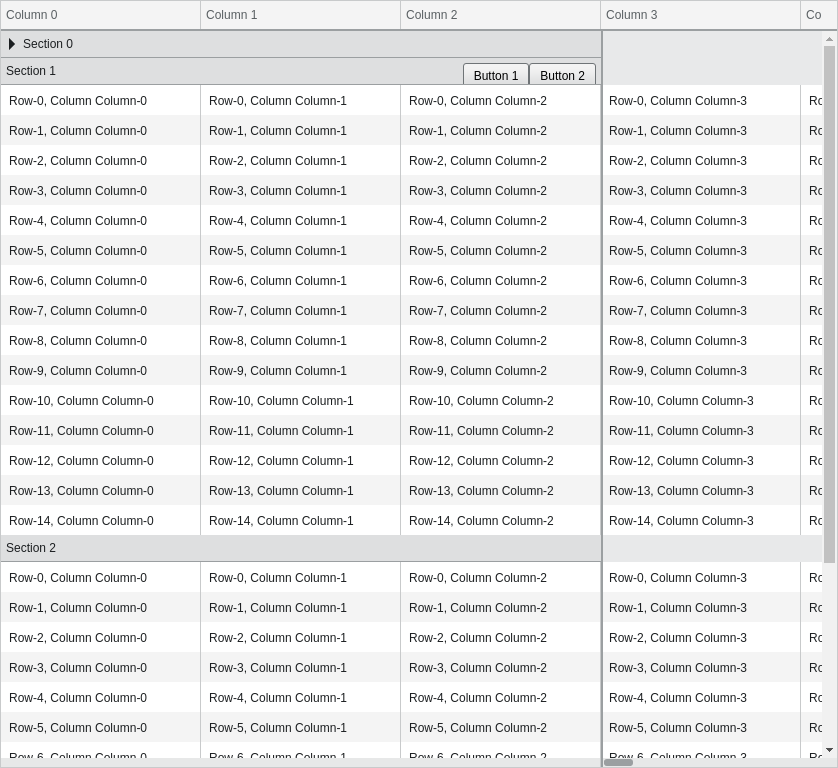 Column 0 Column 1 Column 2 Column 3 Co
Section 0
Section 1 Button 1 Button 2
Row-0, Column Column-0 Row-0, Column Column-1 Row-0, Column Column-2 Row-0, Column Column-3 Ro
Row-1, Column Column-0 Row-1, Column Column-1 Row-1, Column Column-2 Row-1, Column Column-3 Ro
Row-2, Column Column-0 Row-2, Column Column-1 Row-2, Column Column-2 Row-2, Column Column-3 Ro
Row-3, Column Column-0 Row-3, Column Column-1 Row-3, Column Column-2 Row-3, Column Column-3 Ro
Row-4, Column Column-0 Row-4, Column Column-1 Row-4, Column Column-2 Row-4, Column Column-3 Ro
Row-5, Column Column-0 Row-5, Column Column-1 Row-5, Column Column-2 Row-5, Column Column-3 Ro
Row-6, Column Column-0 Row-6, Column Column-1 Row-6, Column Column-2 Row-6, Column Column-3 Ro
Row-7, Column Column-0 Row-7, Column Column-1 Row-7, Column Column-2 Row-7, Column Column-3 Ro
Row-8, Column Column-0 Row-8, Column Column-1 Row-8, Column Column-2 Row-8, Column Column-3 Ro
Row-9, Column Column-0 Row-9, Column Column-1 Row-9, Column Column-2 Row-9, Column Column-3 Ro
Row-10, Column Column-0 Row-10, Column Column-1 Row-10, Column Column-2 Row-10, Column Column-3 Ro
Row-11, Column Column-0 Row-11, Column Column-1 Row-11, Column Column-2 Row-11, Column Column-3 Ro
Row-12, Column Column-0 Row-12, Column Column-1 Row-12, Column Column-2 Row-12, Column Column-3 Ro
Row-13, Column Column-0 Row-13, Column Column-1 Row-13, Column Column-2 Row-13, Column Column-3 Ro
Row-14, Column Column-0 Row-14, Column Column-1 Row-14, Column Column-2 Row-14, Column Column-3 Ro
Section 2
Row-0, Column Column-0 Row-0, Column Column-1 Row-0, Column Column-2 Row-0, Column Column-3 Ro
Row-1, Column Column-0 Row-1, Column Column-1 Row-1, Column Column-2 Row-1, Column Column-3 Ro
Row-2, Column Column-0 Row-2, Column Column-1 Row-2, Column Column-2 Row-2, Column Column-3 Ro
Row-3, Column Column-0 Row-3, Column Column-1 Row-3, Column Column-2 Row-3, Column Column-3 Ro
Row-4, Column Column-0 Row-4, Column Column-1 Row-4, Column Column-2 Row-4, Column Column-3 Ro
Row-5, Column Column-0 Row-5, Column Column-1 Row-5, Column Column-2 Row-5, Column Column-3 Ro
Row-6, Column Column-0 Row-6, Column Column-1 Row-6, Column Column-2 Row-6, Column Column-3 Ro